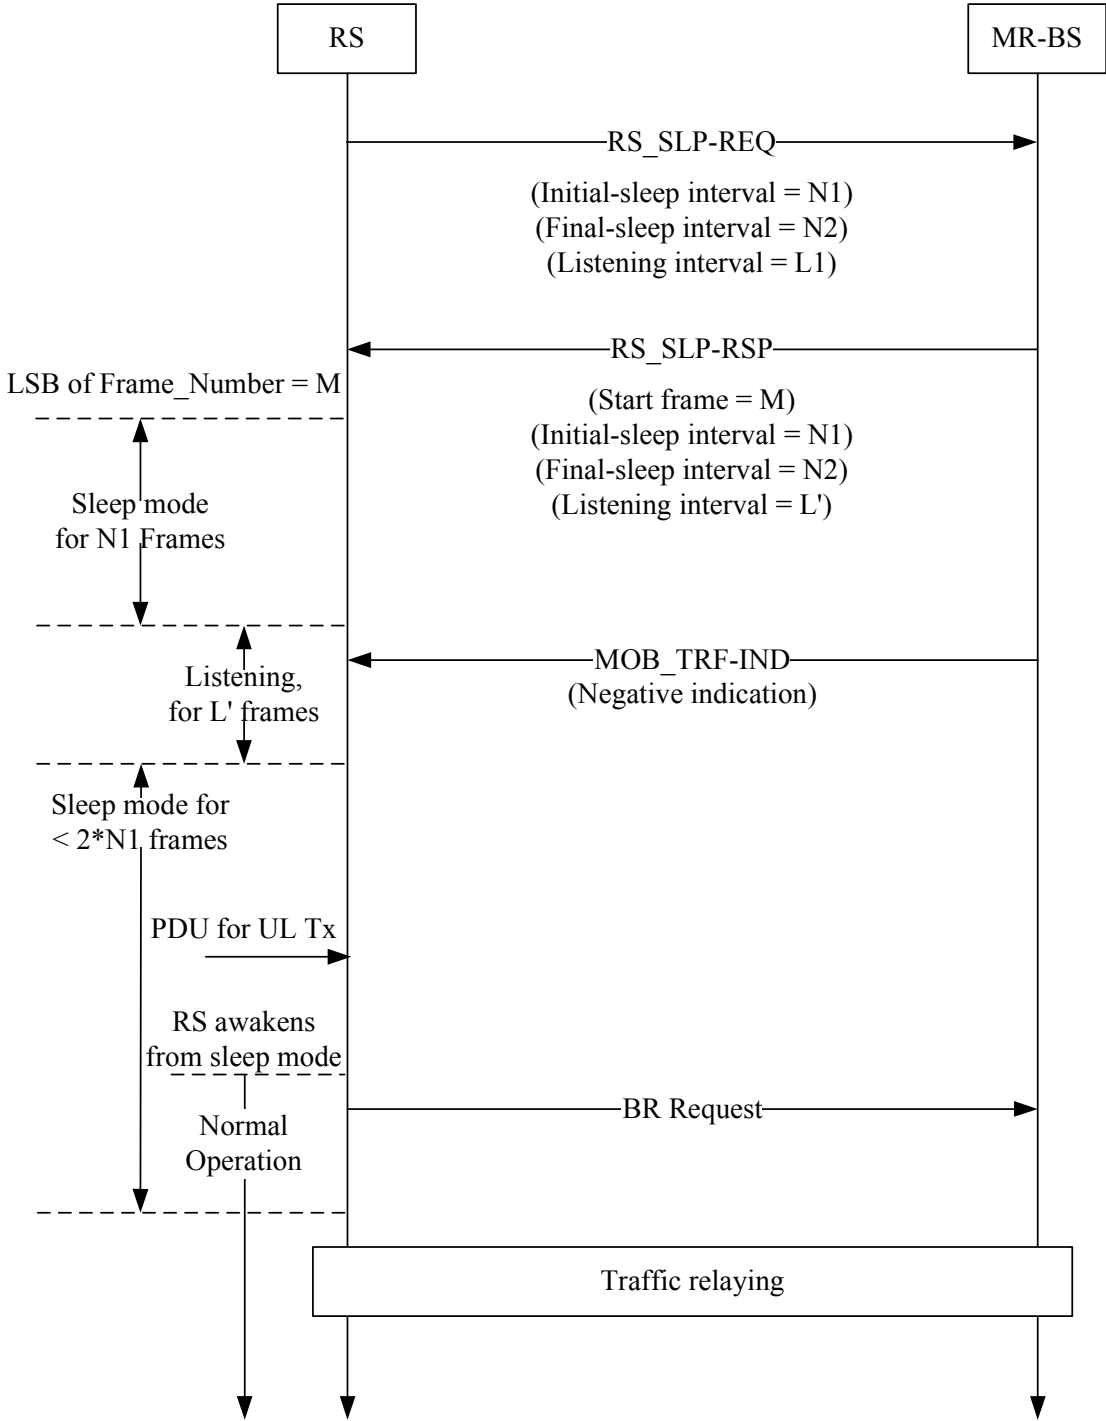 RS
MR-BS
RS_SLP-REQ
(Initial-sleep interval = N1)
(Final-sleep interval = N2)
(Listening interval = L1)
RS_SLP-RSP
LSB of Frame_Number = M
(Start frame = M)
(Initial-sleep interval = N1)
(Final-sleep interval = N2)
(Listening interval = L')
Sleep mode
for N1 Frames
MOB_TRF-IND
(Negative indication)
Listening,
for L' frames
Sleep mode for
< 2*N1 frames
PDU for UL Tx
RS awakens
from sleep mode
BR Request
Normal
Operation
Traffic relaying